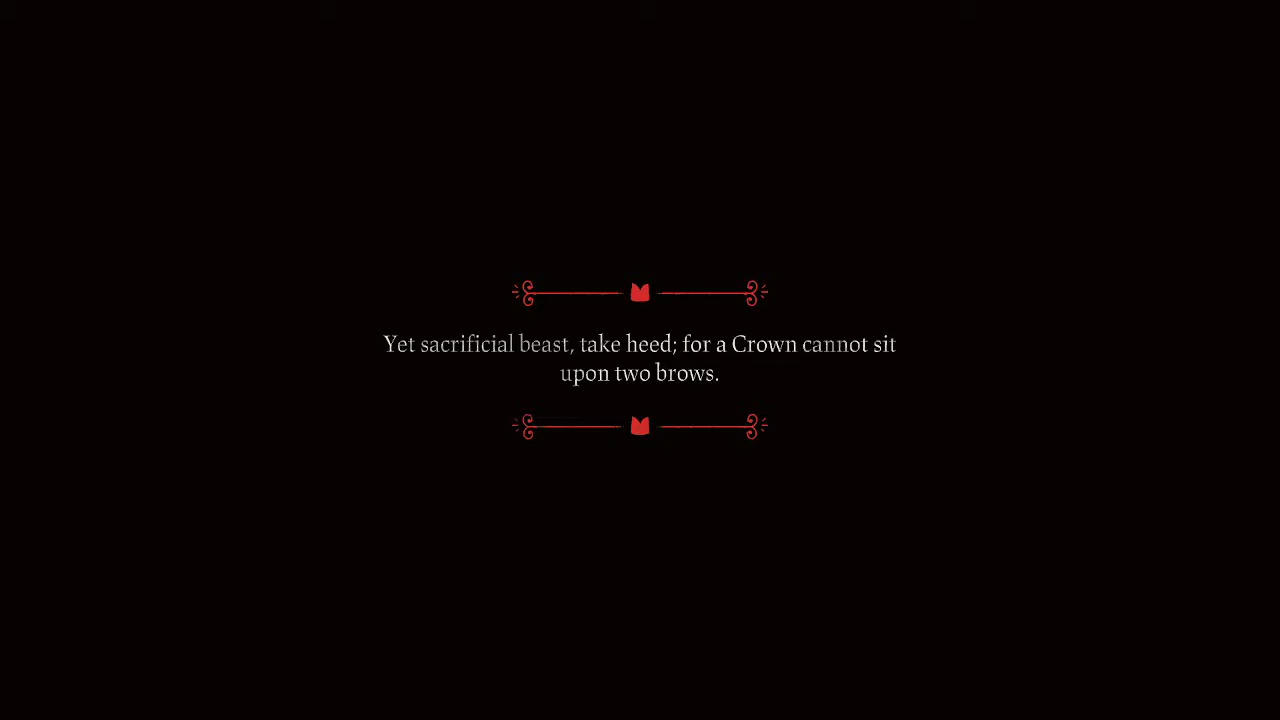 Yet sacrificial beast, take heed; for a Crown cannot sit
upon two brows.